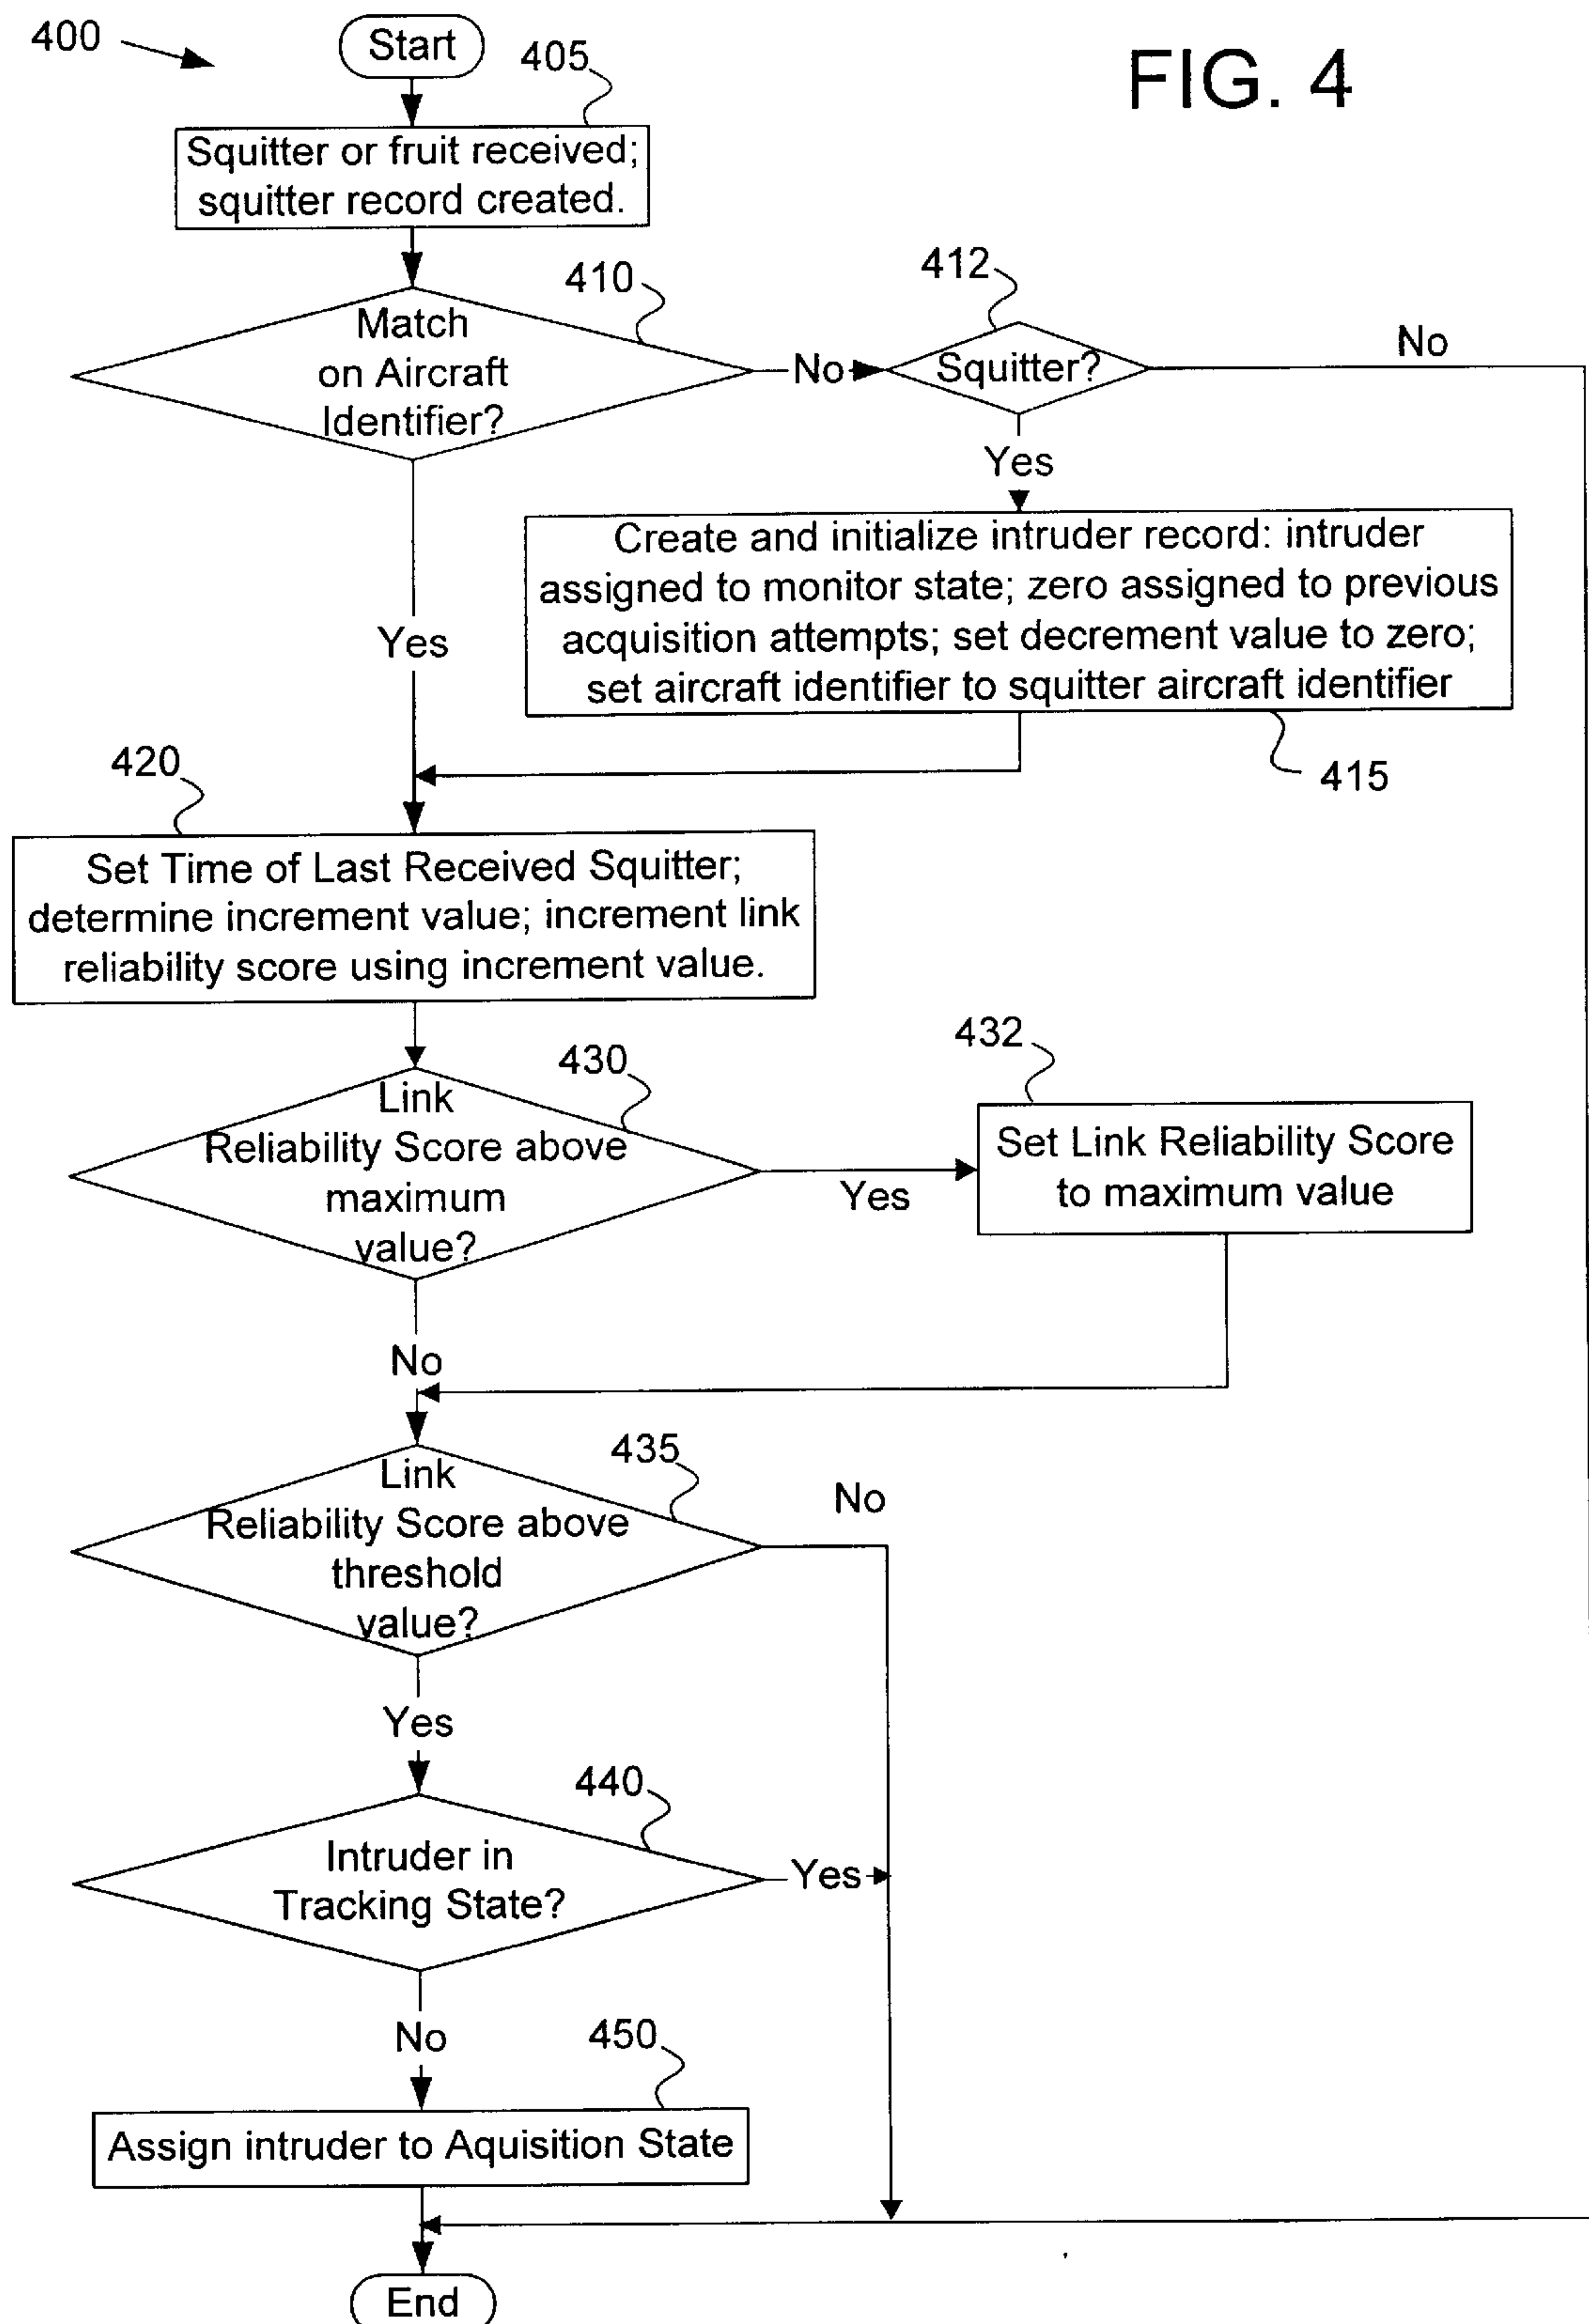 400
Start
405
FIG. 4
Squitter or fruit received;
squitter record created.
410
412
Match
on Aircraft
Identifier?
No
Squitter?
No
Yes
Create and initialize intruder record: intruder
assigned to monitor state; zero assigned to previous
acquisition attempts; set decrement value to zero;
set aircraft identifier to squitter aircraft identifier
Yes
415
420
Set Time of Last Received Squitter;
determine increment value; increment link
reliability score using increment value.
430
432
Link
Reliability Score above
maximum
value?
Yes
Set Link Reliability Score
to maximum value
No
435
Link
Reliability Score above
threshold
value?
No
Yes
440
Intruder in
Tracking State?
Yes
No
450
Assign intruder to Aquisition State
End